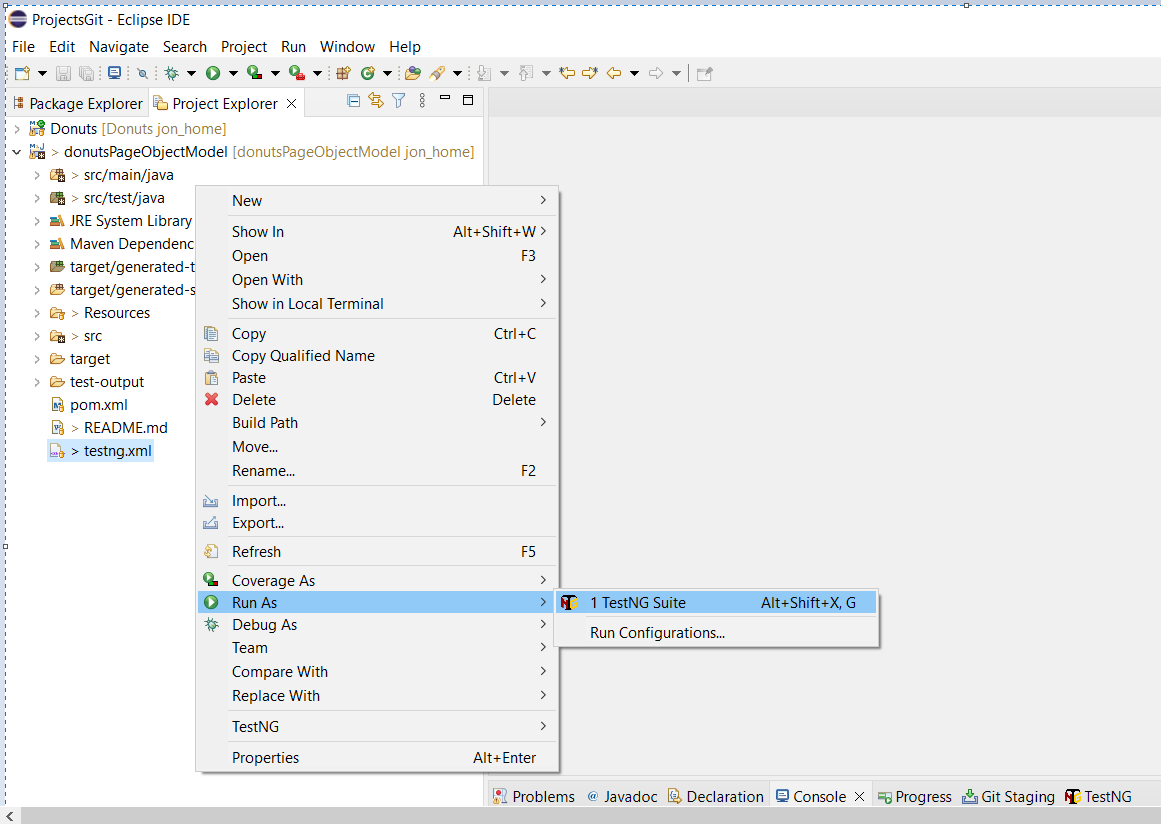 ProjectsGit - Eclipse IDE
File Edit Navigate Search Project Run Window Help
Package Explorer Project Explorer
Donuts [Donuts jon_home]
> donutsPageObjectModel [donutsPageObjectModel jon_home]
> src/main/java
> src/test/java
JRE System Library
Maven Dependenc
target/generated-t
target/generated-s
> Resources
> src
target
test-output
pom.xml
> README.md
> testng.xml
New
Show In Alt+Shift+W
Open F3
Open With
Show in Local Terminal
Copy Ctrl+C
Copy Qualified Name
Paste Ctrl+V
Delete Delete
Build Path
Move...
Rename... F2
Import...
Export...
Refresh F5
Coverage As
Run As
Debug As
Team
Compare With
Replace With
TestNG
Properties Alt+Enter
1 TestNG Suite Alt+Shift+X, G
Run Configurations...
Problems @ Javadoc Declaration Console Progress Git Staging TestNG